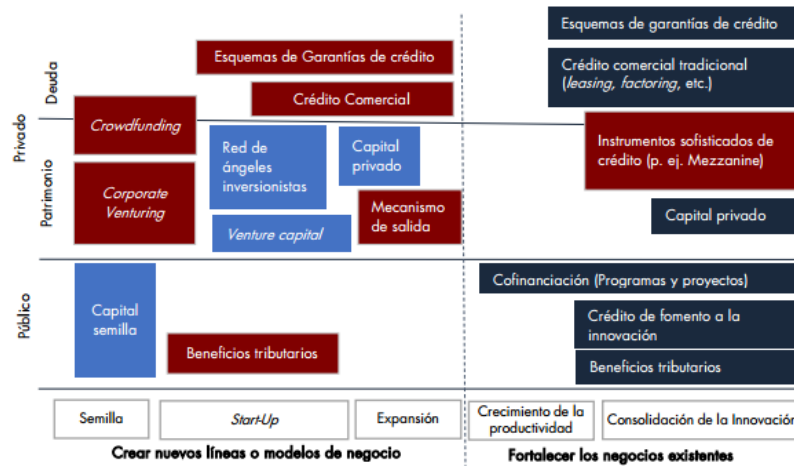 Esquemas de garantías de crédito
Esquemas de Garantías de crédito
Crédito comercial tradicional
(leasing, factoring, etc.)
Deuda
Crédito Comercial
Privado
Crowdfunding
Red de
ángeles
inversionistas
Capital
privado
Instrumentos sofisticados de
crédito (p. ej. Mezzanine)
Patrimonio
Corporate
Venturing
Mecanismo
de salida
Venture capital
Capital privado
Público
Capital
semilla
Cofinanciación (Programas y proyectos)
Crédito de fomento a la
innovación
Beneficios tributarios
Beneficios tributarios
Semilla
Start-Up
Expansión
Crecimiento de la
productividad
Consolidación de la Innovación
Crear nuevos líneas o modelos de negocio
Fortalecer los negocios existentes